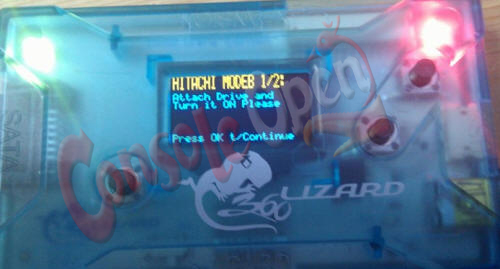 HITACHI MODEB 1/2:
Attach Drive and
Turn it ON Please
Press OK t/Continue
Console Open
360 LIZARD
SATA